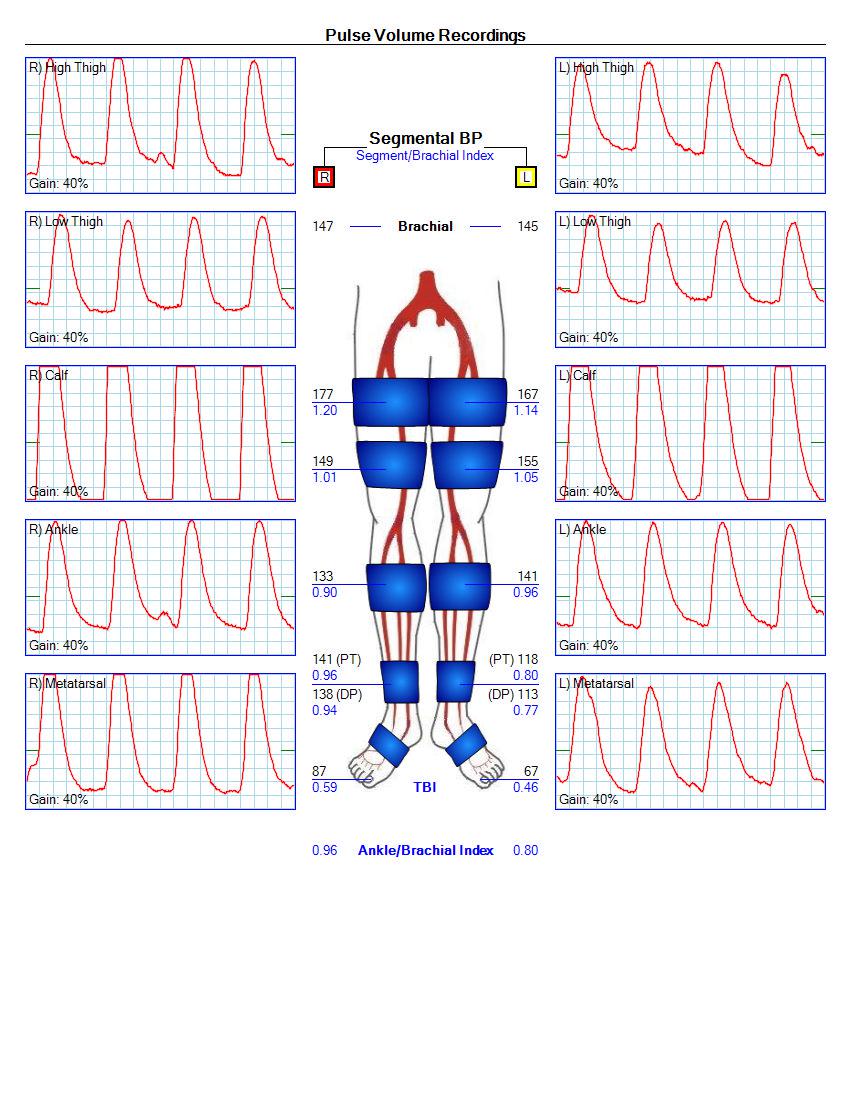 Pulse Volume Recordings
R) High Thigh
Gain: 40%
L) High Thigh
Gain: 40%
Segmental BP
Segment/Brachial Index
R
L
147 Brachial 145
R) Low Thigh
Gain: 40%
L) Low Thigh
Gain: 40%
R) Calf
Gain: 40%
L) Calf
Gain: 40%
177 167
1.20 1.14
149 155
1.01 1.05
R) Ankle
Gain: 40%
L) Ankle
Gain: 40%
133 141
0.90 0.96
141 (PT) (PT) 118
0.96 0.80
138 (DP) (DP) 113
0.94 0.77
R) Metatarsal
Gain: 40%
L) Metatarsal
Gain: 40%
87 67
0.59 TBI 0.46
0.96 Ankle/Brachial Index 0.80